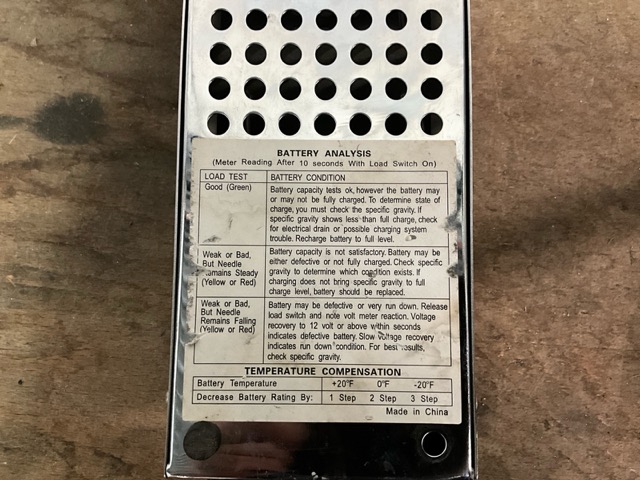 BATTERY ANALYSIS
(Meter Reading After 10 seconds With Load Switch On)
LOAD TEST
BATTERY CONDITION
Good (Green)
Battery capacity tests ok, however the battery may
or may not be fully charged. To determine state of
charge, you must check the specific gravity. If
specific gravity shows less than full charge, check
for electrical drain or possible charging system
trouble. Recharge battery to full level.
Weak or Bad,
But Needle
Remains Steady
(Yellow or Red)
Battery capacity is not satisfactory. Battery may be
either defective or not fully charged. Check specific
gravity to determine which condition exists. If
charging does not bring specific gravity to full
charge level, battery should be replaced.
Weak or Bad,
But Needle
Remains Falling
(Yellow or Red)
Battery may be defective or very run down. Release
load switch and note volt meter reaction. Voltage
recovery to 12 volt or above within seconds
indicates defective battery. Slow voltage recovery
indicates run down condition. For best results,
check specific gravity.
TEMPERATURE COMPENSATION
Battery Temperature +20°F 0°F -20°F
Decrease Battery Rating By: 1 Step 2 Step 3 Step
Made in China